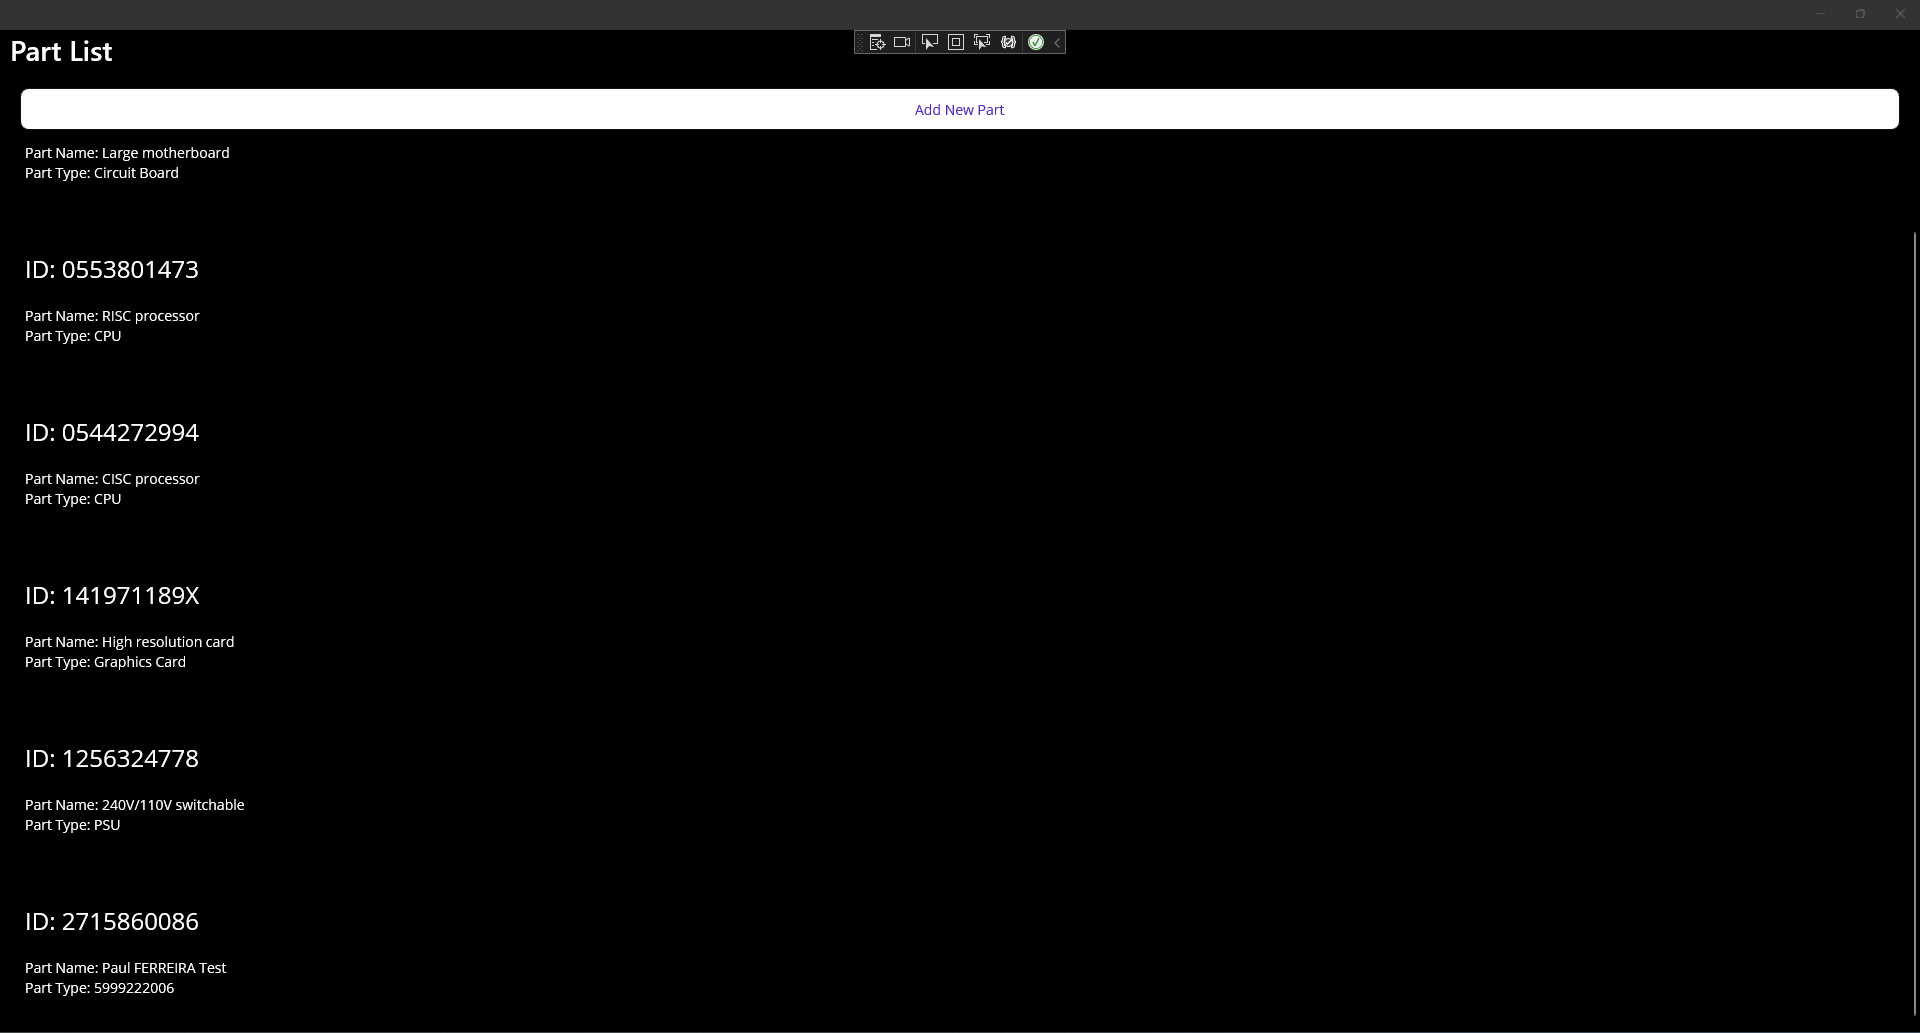 Part List
Add New Part
Part Name: Large motherboard
Part Type: Circuit Board
ID: 0553801473
Part Name: RISC processor
Part Type: CPU
ID: 0544272994
Part Name: CISC processor
Part Type: CPU
ID: 141971189X
Part Name: High resolution card
Part Type: Graphics Card
ID: 1256324778
Part Name: 240V/110V switchable
Part Type: PSU
ID: 2715860086
Part Name: Paul FERREIRA Test
Part Type: 5999222006